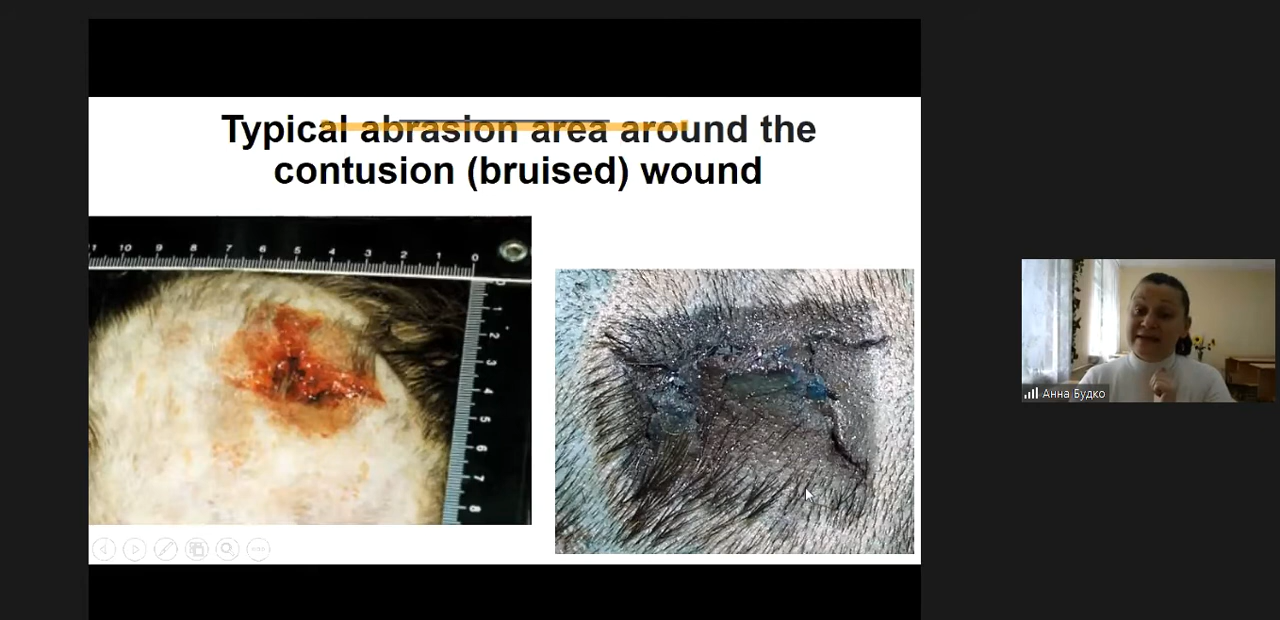 Typical abrasion area around the
contusion (bruised) wound
10 9 8 7 6 5 4 3 2 1 0
1
2
3
4
5
6
7
8
Анна Будко